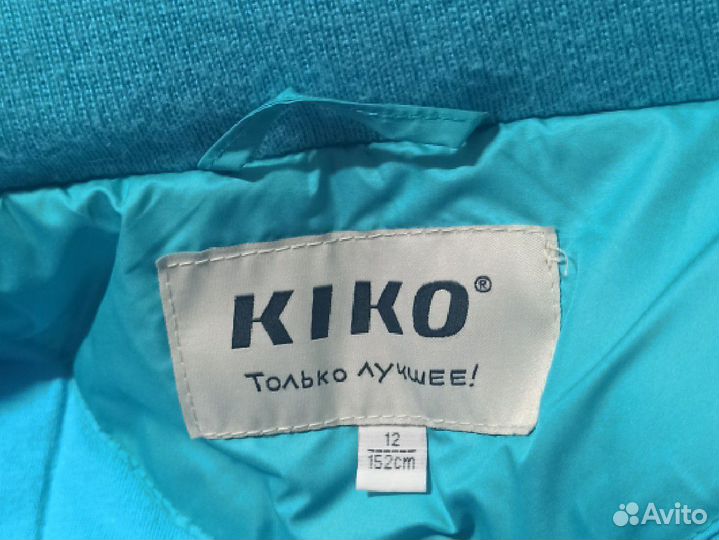 KIKO®
Только лучшее!
12
152cm
Avito